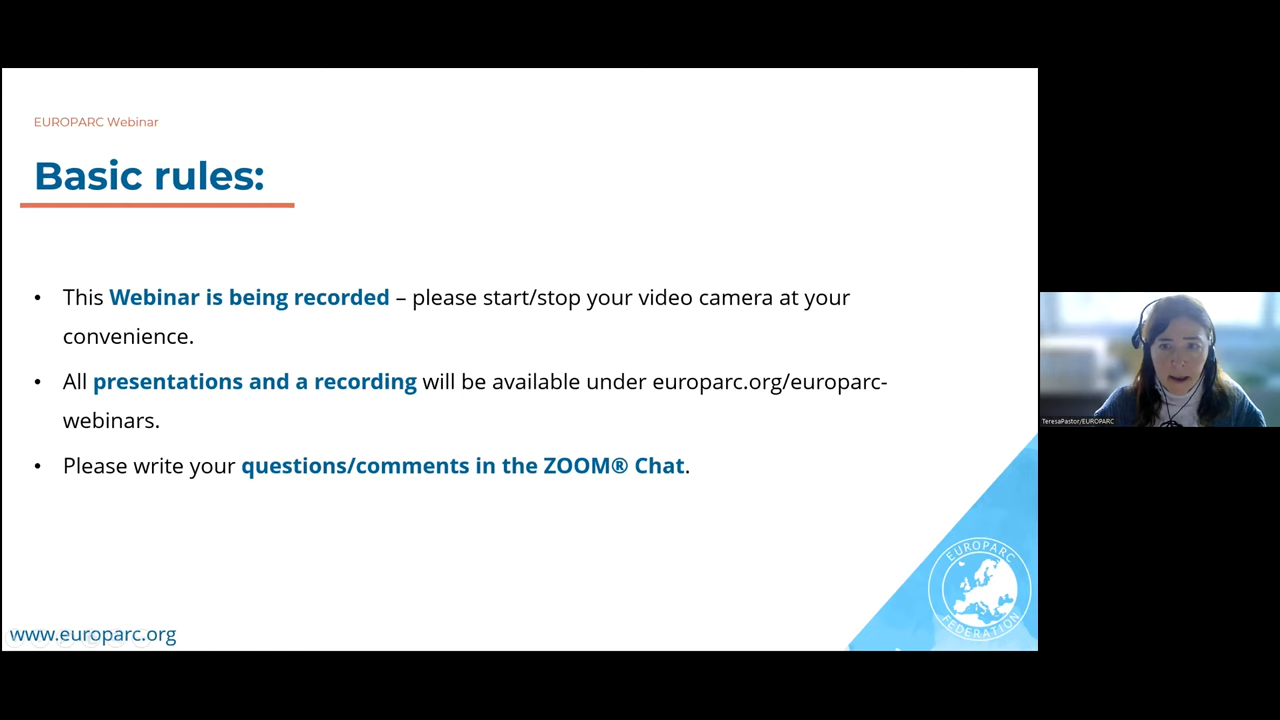 EUROPARC Webinar
Basic rules:
• This Webinar is being recorded – please start/stop your video camera at your
convenience.
• All presentations and a recording will be available under europarc.org/europarc-
webinars.
• Please write your questions/comments in the ZOOM® Chat.
TeresaPastor/EUROPARC
EUROPARC
FEDERATION
www.europarc.org